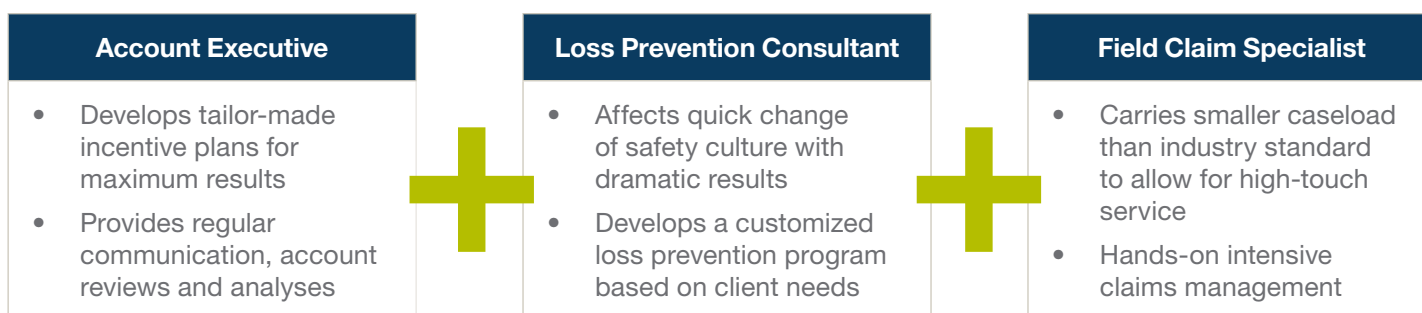 Account Executive
• Develops tailor-made
incentive plans for
maximum results
• Provides regular
communication, account
reviews and analyses
Loss Prevention Consultant
• Affects quick change
of safety culture with
dramatic results
• Develops a customized
loss prevention program
based on client needs
Field Claim Specialist
• Carries smaller caseload
than industry standard
to allow for high-touch
service
• Hands-on intensive
claims management